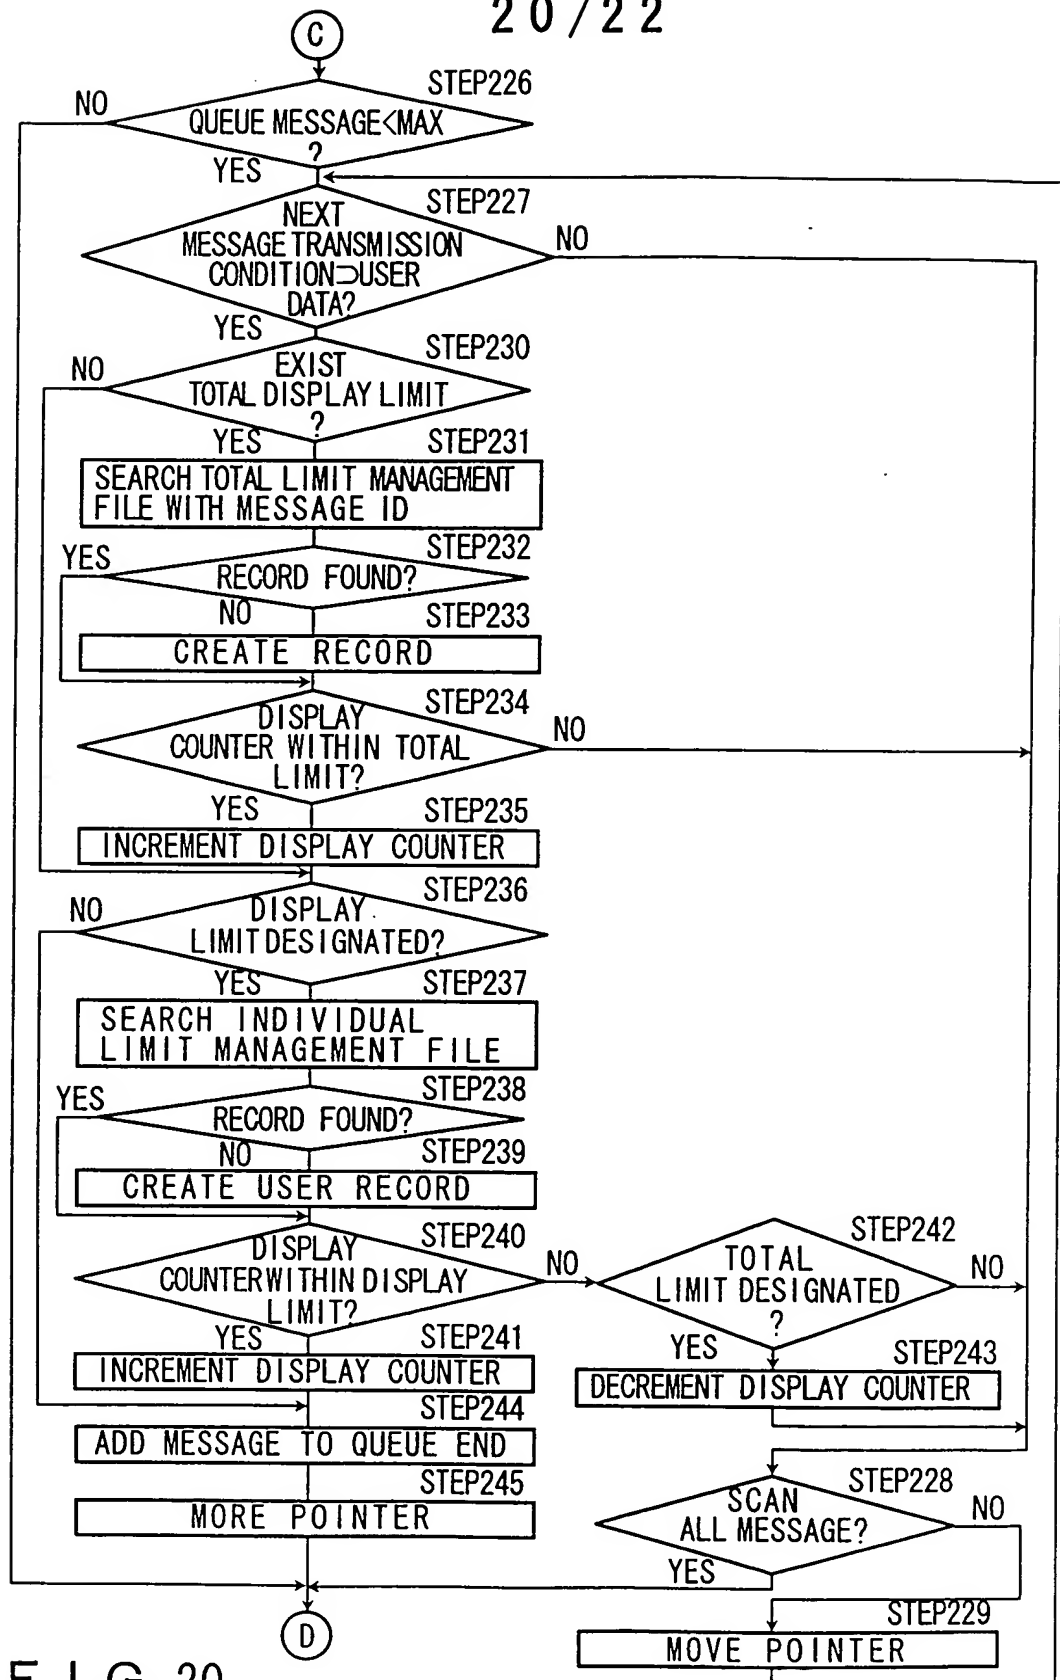 20/22
C
STEP226
NO
QUEUE MESSAGE<MAX
?
YES
STEP227
NEXT
MESSAGE TRANSMISSION
CONDITION⊃USER
DATA?
NO
YES
STEP230
NO
EXIST
TOTAL DISPLAY LIMIT
?
YES
STEP231
SEARCH TOTAL LIMIT MANAGEMENT
FILE WITH MESSAGE ID
STEP232
YES
RECORD FOUND?
NO
STEP233
CREATE RECORD
STEP234
DISPLAY
COUNTER WITHIN TOTAL
LIMIT?
NO
YES
STEP235
INCREMENT DISPLAY COUNTER
STEP236
NO
DISPLAY
LIMIT DESIGNATED?
YES
STEP237
SEARCH INDIVIDUAL
LIMIT MANAGEMENT FILE
STEP238
YES
RECORD FOUND?
NO
STEP239
CREATE USER RECORD
STEP240
DISPLAY
COUNTER WITHIN DISPLAY
LIMIT?
NO
STEP242
TOTAL
LIMIT DESIGNATED
?
NO
YES
STEP241
INCREMENT DISPLAY COUNTER
YES
STEP243
DECREMENT DISPLAY COUNTER
STEP244
ADD MESSAGE TO QUEUE END
STEP245
MORE POINTER
STEP228
SCAN
ALL MESSAGE?
NO
YES
D
STEP229
MOVE POINTER
FIG. 20